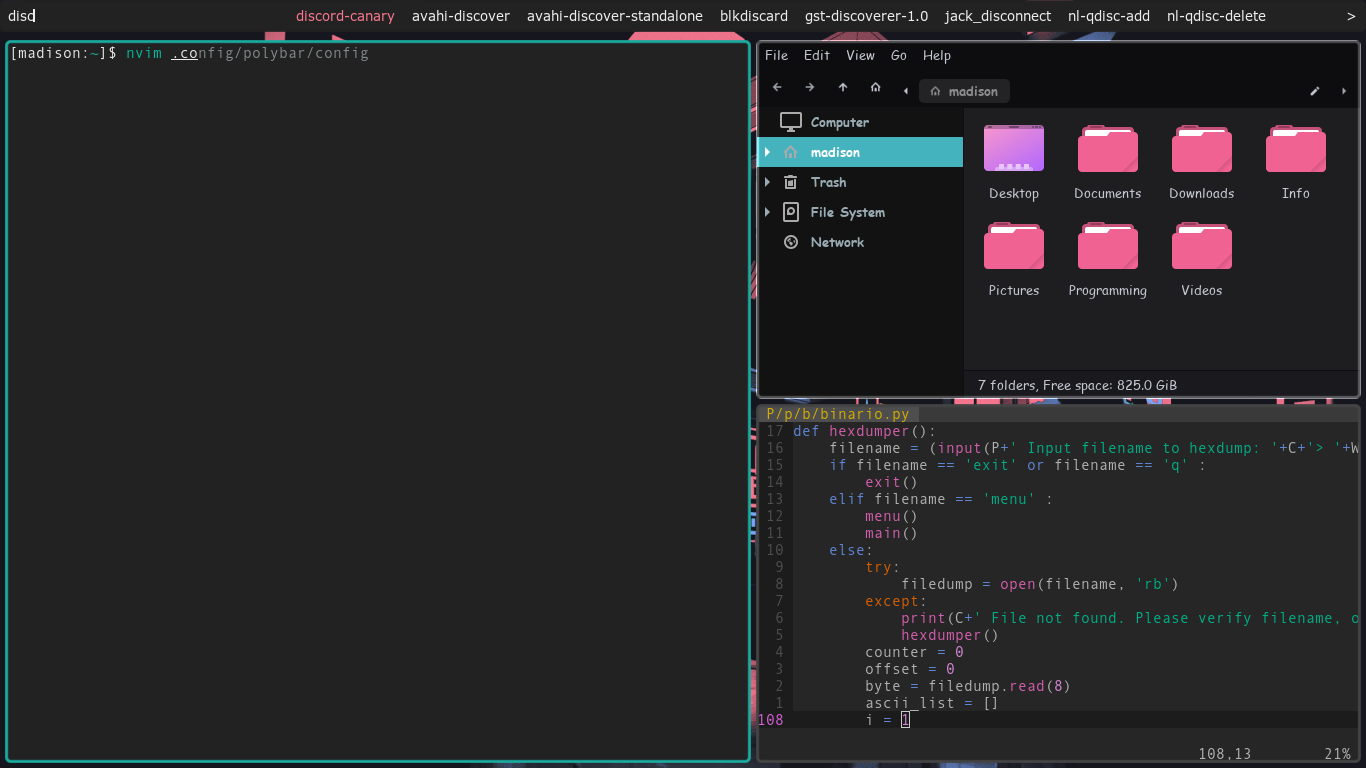 disc discord-canary avahi-discover avahi-discover-standalone blkdiscard gst-discoverer-1.0 jack_disconnect nl-qdisc-add nl-qdisc-delete >
[madison:~]$ nvim .config/polybar/config
File Edit View Go Help
madison
Computer
madison
Trash
File System
Network
Desktop Documents Downloads Info
Pictures Programming Videos
7 folders, Free space: 825.0 GiB
P/p/b/binario.py
17 def hexdumper():
16     filename = (input(P+' Input filename to hexdump: '+C+'> '+W
15     if filename == 'exit' or filename == 'q' :
14         exit()
13     elif filename == 'menu' :
12         menu()
11         main()
10     else:
9         try:
8             filedump = open(filename, 'rb')
7         except:
6             print(C+' File not found. Please verify filename, o
5             hexdumper()
4         counter = 0
3         offset = 0
2         byte = filedump.read(8)
1         ascii_list = []
108         i = 1
108,13 21%